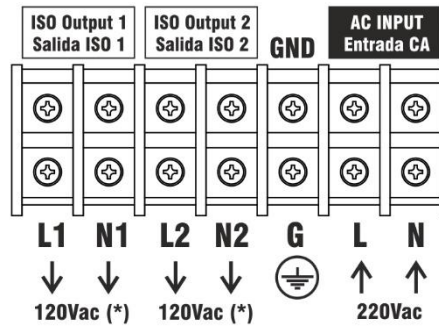 ISO Output 1
Salida ISO 1
ISO Output 2
Salida ISO 2
GND
AC INPUT
Entrada CA
L1 N1 L2 N2 G L N
120Vac (*) 120Vac (*) 220Vac